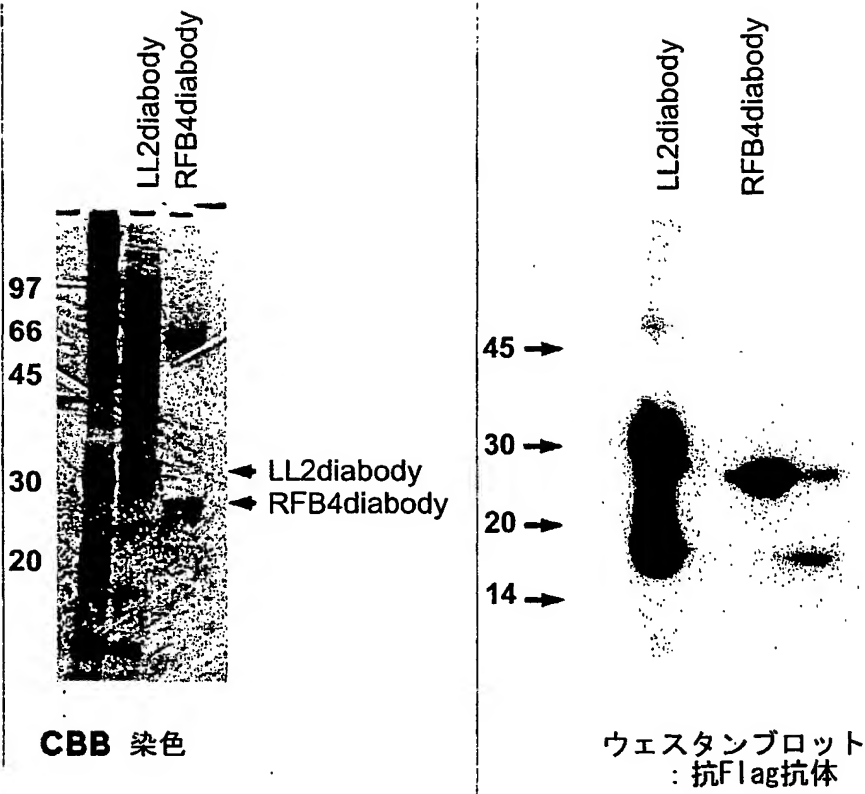 LL2diabody
RFB4diabody
97
66
45
30
20
LL2diabody
RFB4diabody
CBB 染色
LL2diabody
RFB4diabody
45
30
20
14
ウェスタンブロット
：抗Flag抗体